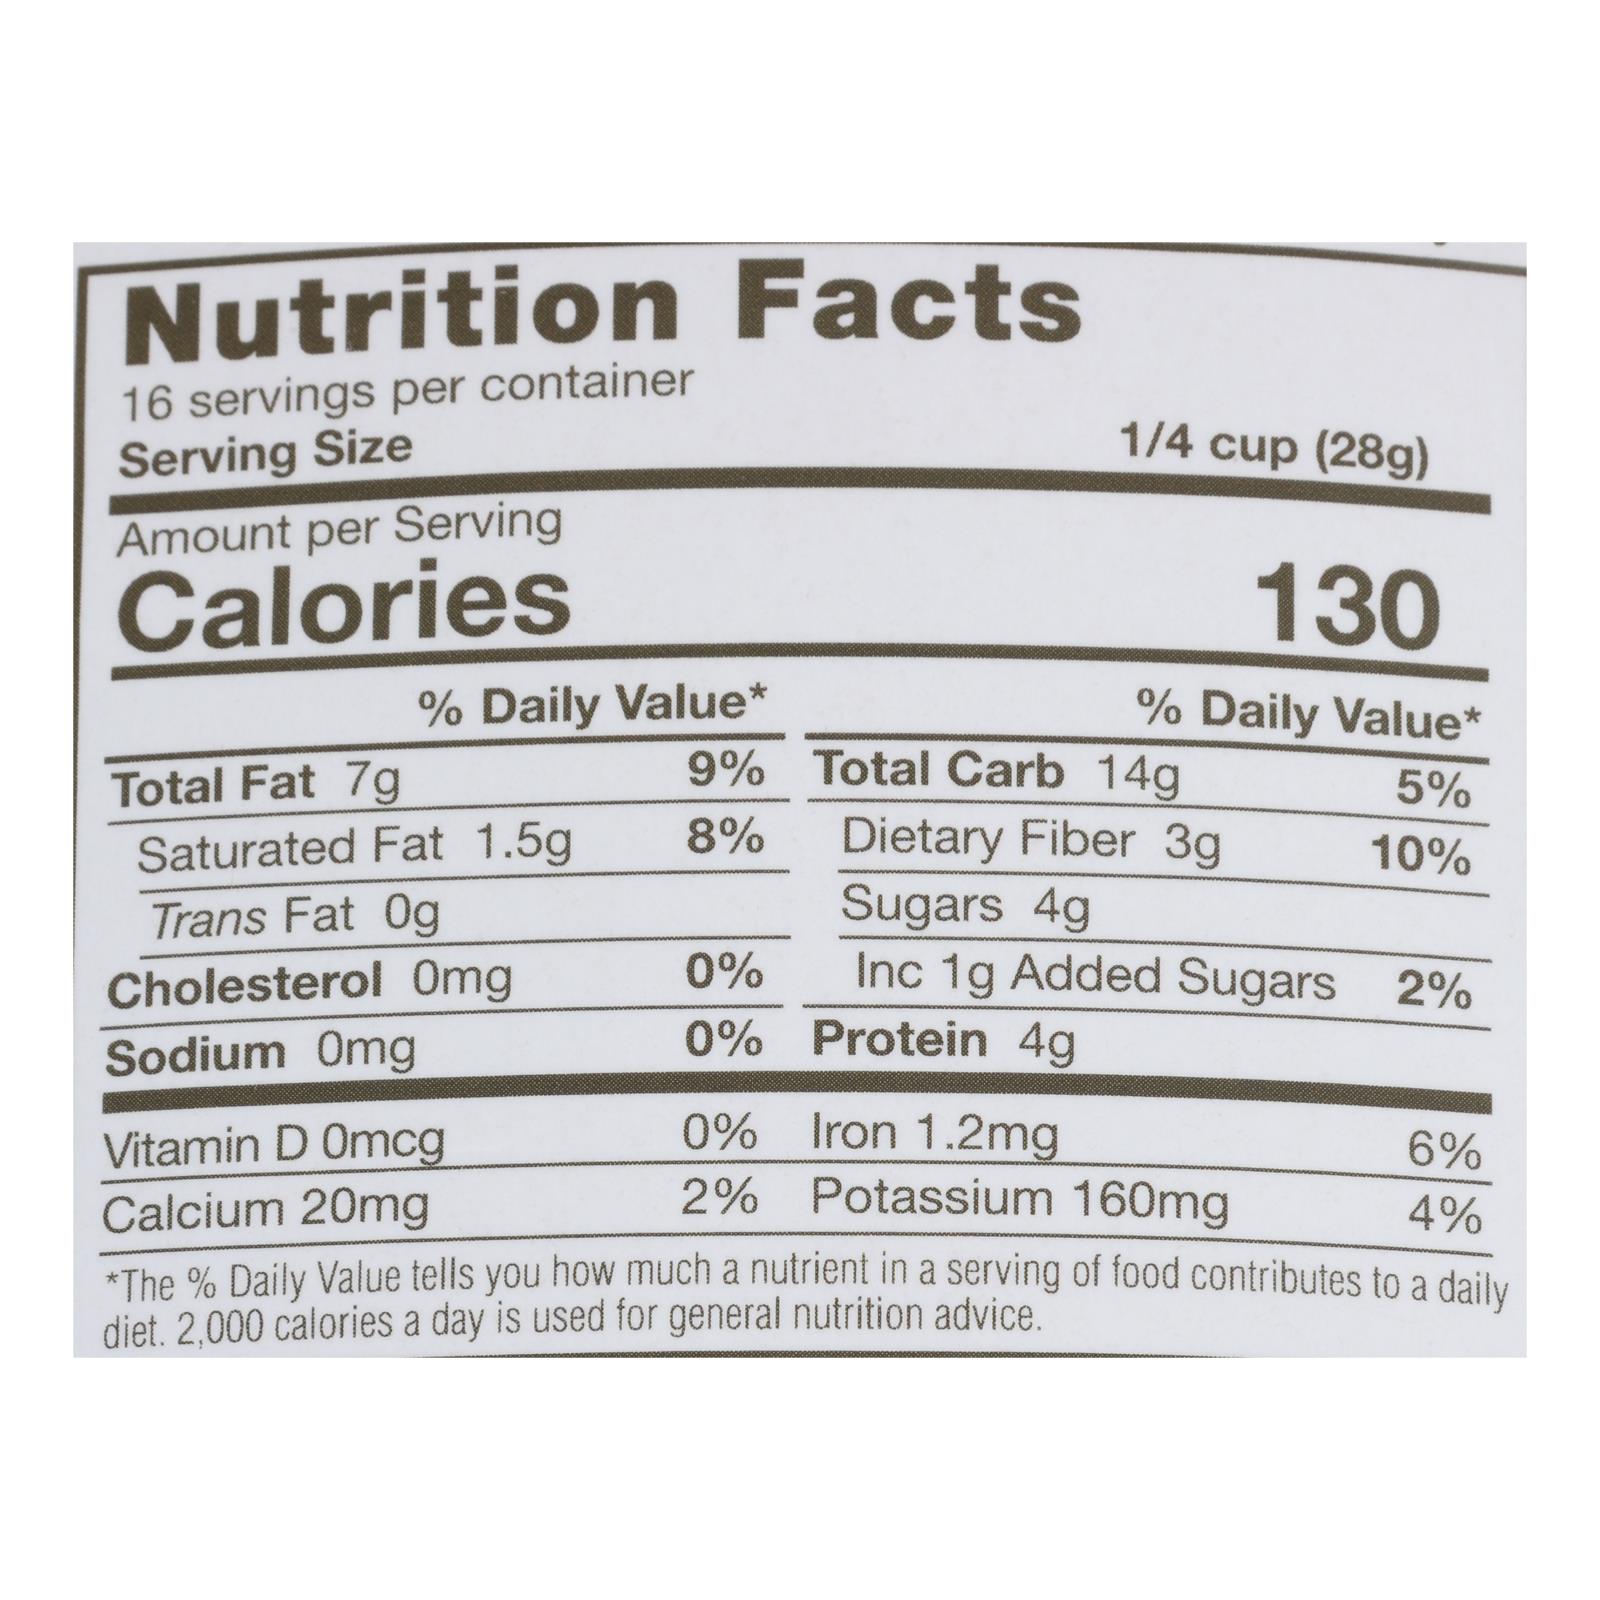 Nutrition Facts
16 servings per container
Serving Size 1/4 cup (28g)
Amount per Serving
Calories 130
% Daily Value* % Daily Value*
Total Fat 7g 9% Total Carb 14g 5%
Saturated Fat 1.5g 8% Dietary Fiber 3g 10%
Trans Fat 0g Sugars 4g
Cholesterol 0mg 0% Inc 1g Added Sugars 2%
Sodium 0mg 0% Protein 4g
Vitamin D 0mcg 0% Iron 1.2mg 6%
Calcium 20mg 2% Potassium 160mg 4%
*The % Daily Value tells you how much a nutrient in a serving of food contributes to a daily
diet. 2,000 calories a day is used for general nutrition advice.